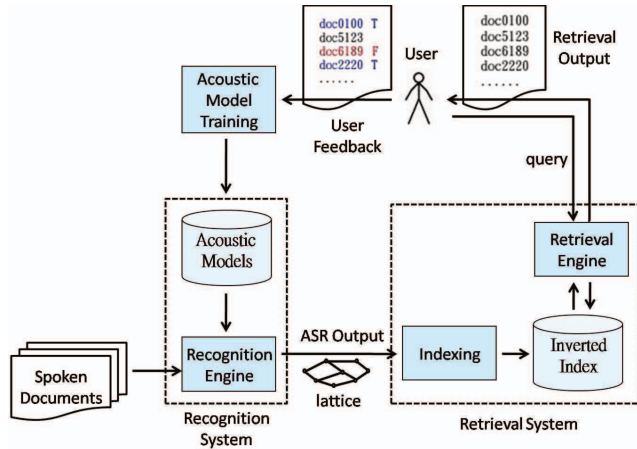 doc0100 T
doc5123
doc6189 F
doc2220 T
......
User
doc0100
doc5123
doc6189
doc2220
......
Retrieval
Output
Acoustic
Model
Training
User
Feedback
query
Acoustic
Models
Retrieval
Engine
Recognition
Engine
ASR Output
lattice
Indexing
Inverted
Index
Spoken
Documents
Recognition
System
Retrieval System